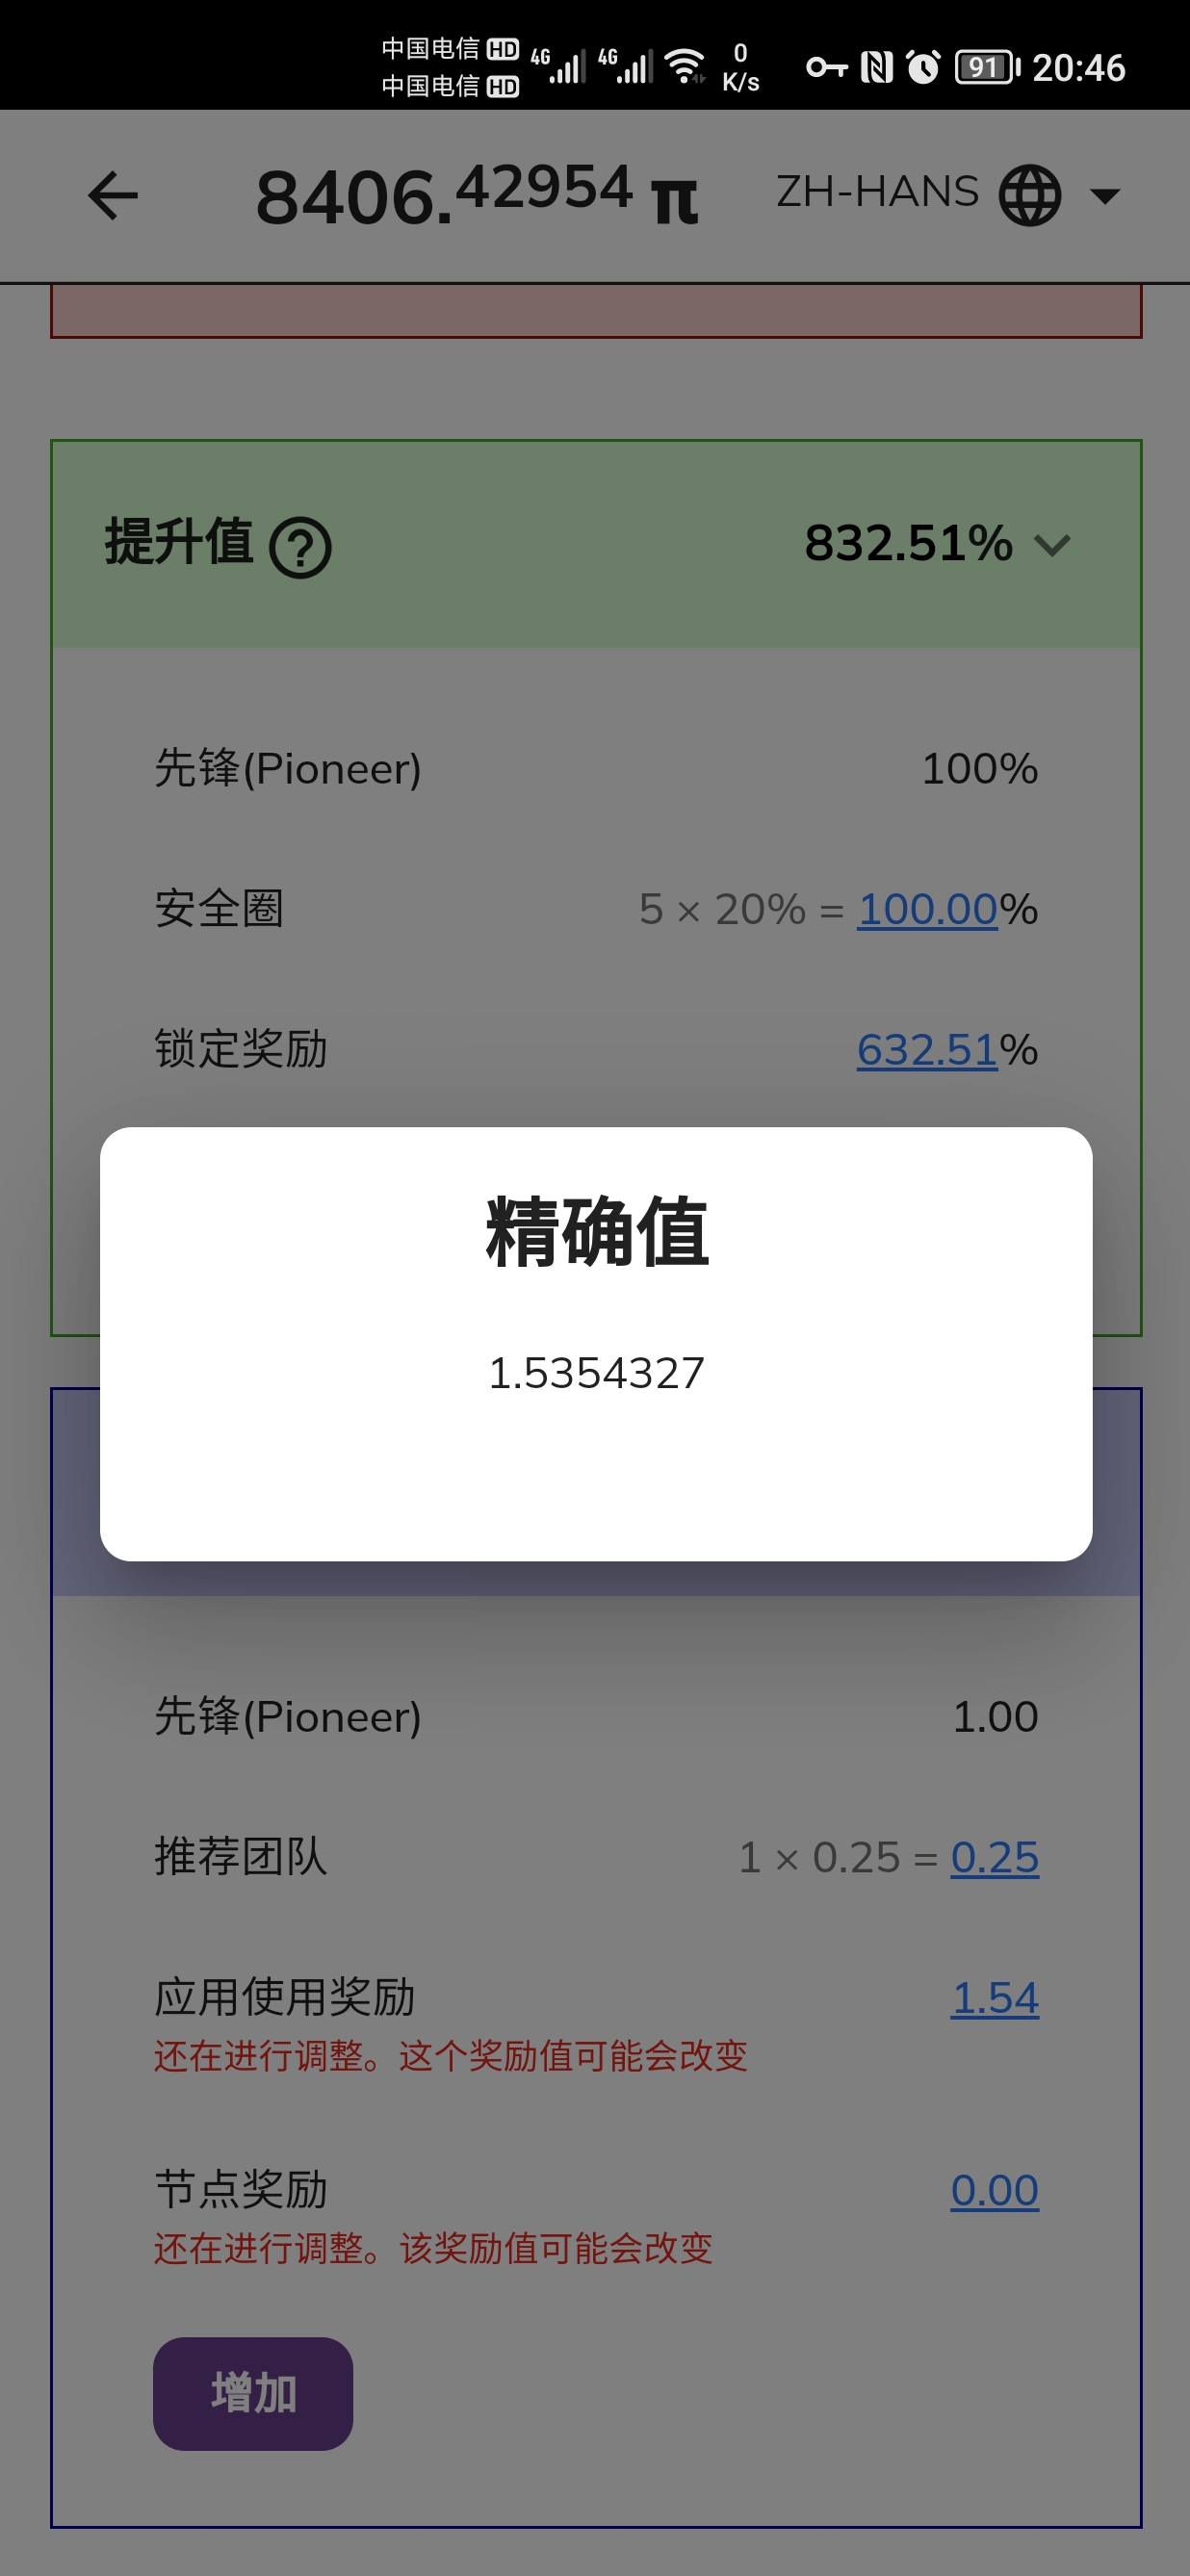 中国电信 HD
中国电信 HD
4G 4G 0 K/s 91 20:46
8406.42954 π ZH-HANS
提升值 ? 832.51%
先锋(Pioneer) 100%
安全圈 5 × 20% = 100.00%
锁定奖励 632.51%
精确值
1.5354327
先锋(Pioneer) 1.00
推荐团队 1 × 0.25 = 0.25
应用使用奖励 1.54
还在进行调整。这个奖励值可能会改变
节点奖励 0.00
还在进行调整。该奖励值可能会改变
增加